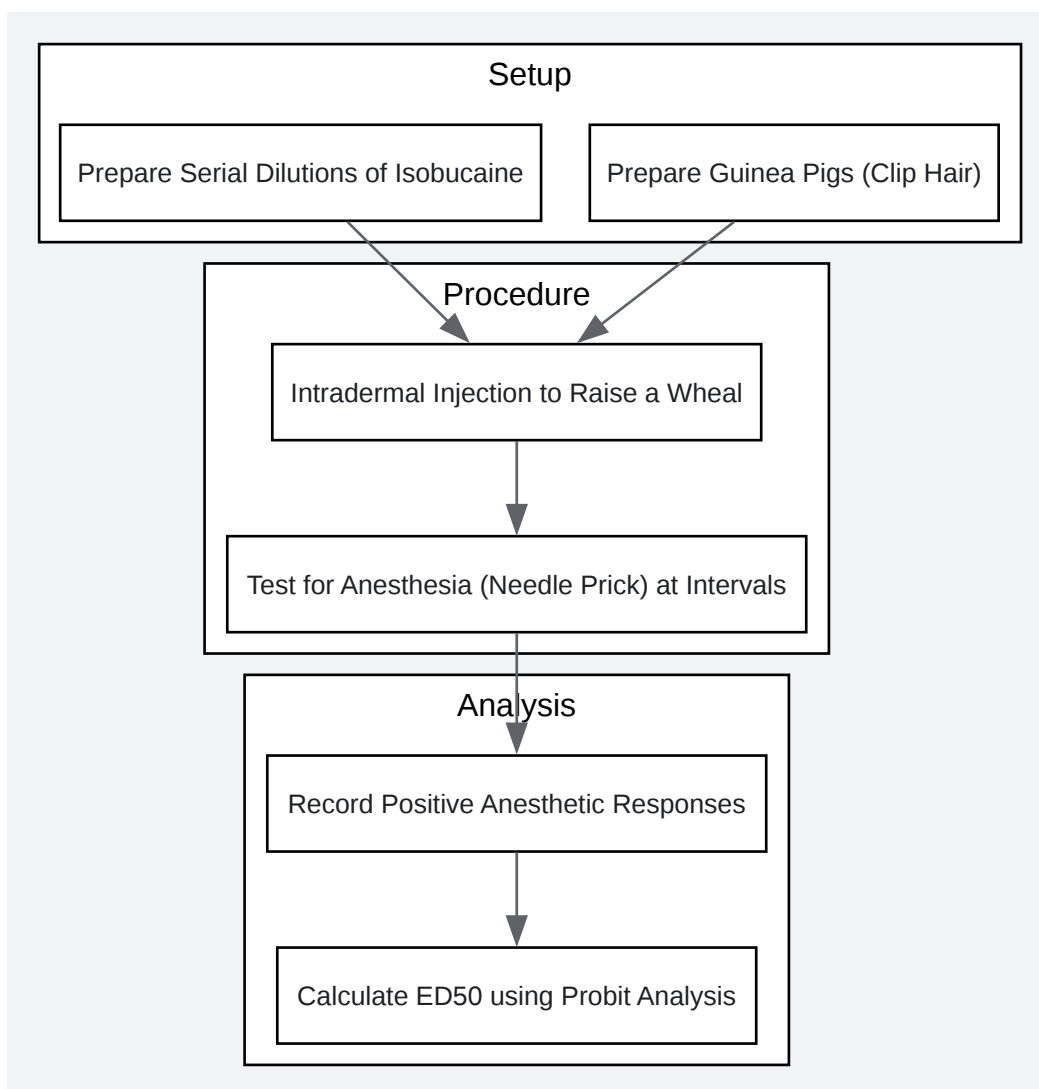 Setup
Prepare Serial Dilutions of Isobucaine
Prepare Guinea Pigs (Clip Hair)
Procedure
Intradermal Injection to Raise a Wheal
Test for Anesthesia (Needle Prick) at Intervals
Analysis
Record Positive Anesthetic Responses
Calculate ED50 using Probit Analysis